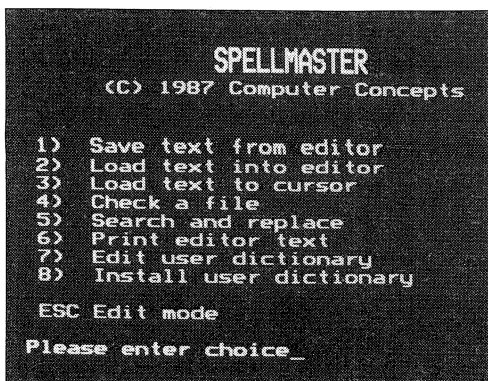 SPELLMASTER
(C) 1987 Computer Concepts
1) Save text from editor
2) Load text into editor
3) Load text to cursor
4) Check a file
5) Search and replace
6) Print editor text
7) Edit user dictionary
8) Install user dictionary
ESC Edit mode
Please enter choice_